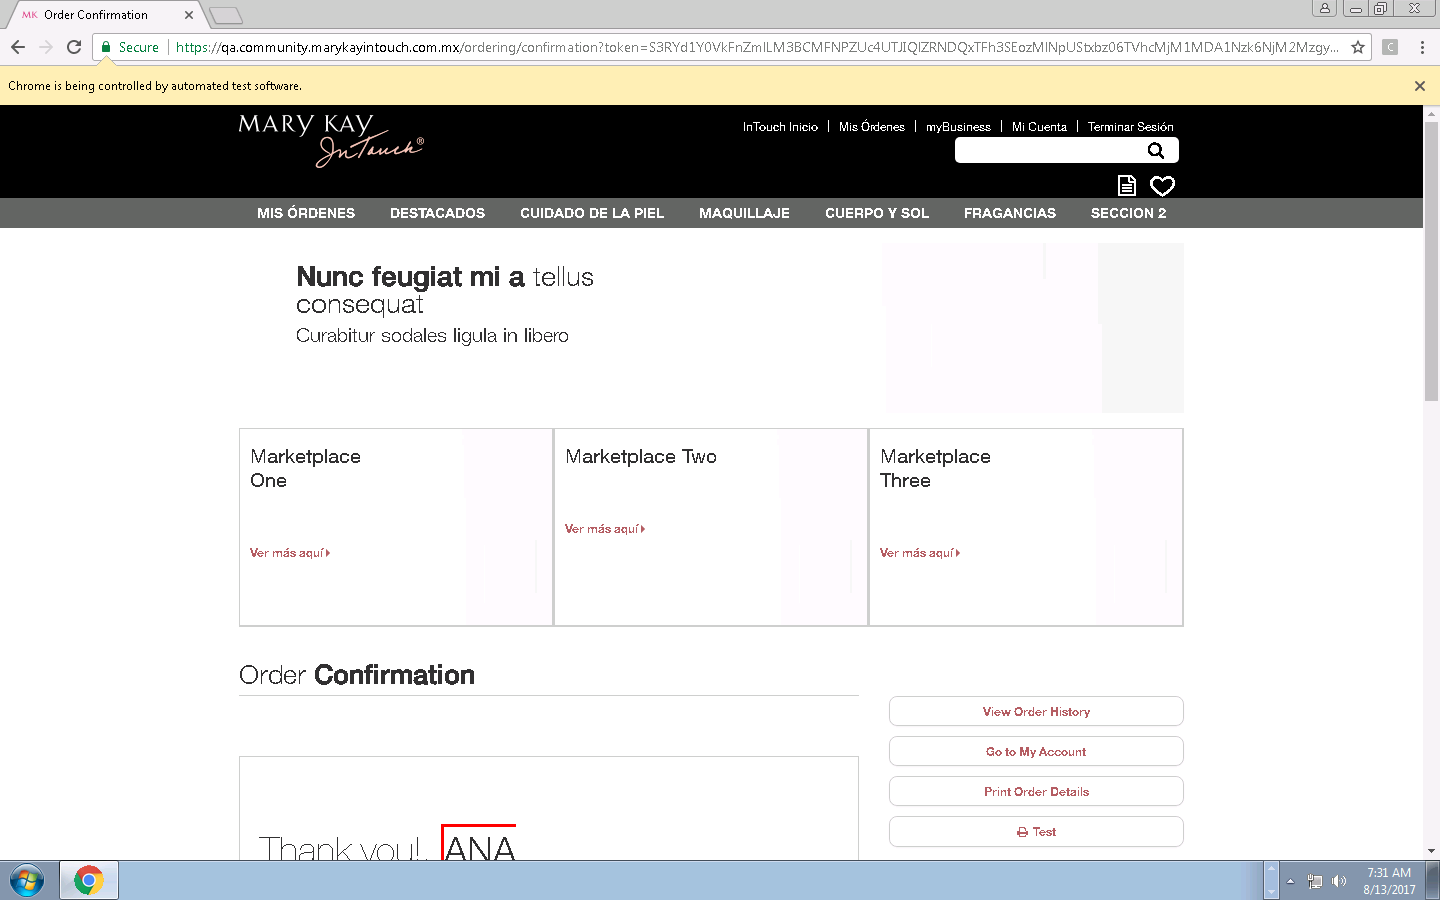 MK Order Confirmation
Secure https://qa.community.marykayintouch.com.mx/ordering/confirmation?token=
Chrome is being controlled by automated test software.
MARY KAY
InTouch®
InTouch Inicio | Mis Órdenes | myBusiness | Mi Cuenta | Terminar Sesión
MIS ÓRDENES DESTACADOS CUIDADO DE LA PIEL MAQUILLAJE CUERPO Y SOL FRAGANCIAS SECCION 2
Nunc feugiat mi a tellus
consequat
Curabitur sodales ligula in libero
Marketplace
One
Ver más aquí
Marketplace Two
Ver más aquí
Marketplace
Three
Ver más aquí
Order Confirmation
View Order History
Go to My Account
Print Order Details
Test
Thank you!, ANA
7:31 AM
8/13/2017